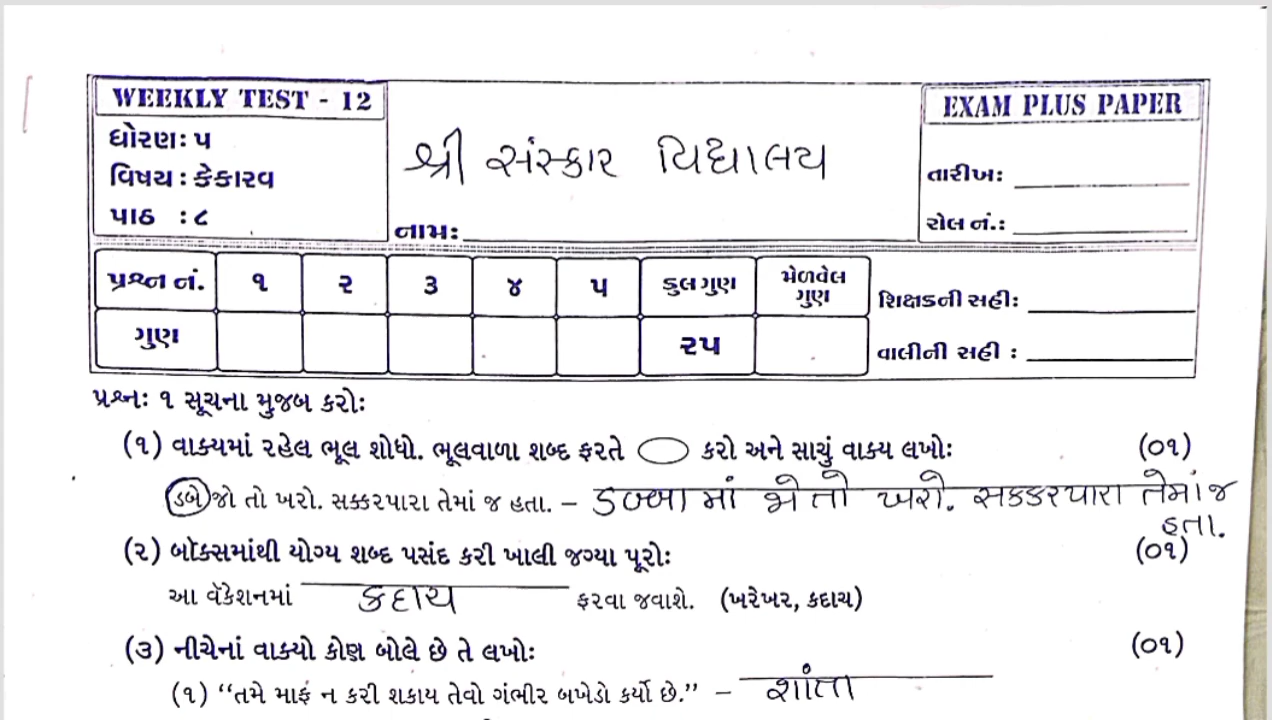 WEEKLY TEST - 12
ધોરણઃ ૫
વિષય : કેકારવ
પાઠ : ૮
શ્રી સંસ્કાર વિદ્યાલય
નામઃ
EXAM PLUS PAPER
તારીખઃ
રોલ નં.ઃ
પ્રશ્ન નં. ૧ ૨ ૩ ૪ ૫ કુલ ગુણ મેળવેલ ગુણ
ગુણ ૨૫
શિક્ષકની સહીઃ
વાલીની સહી :
પ્રશ્નઃ ૧ સૂચના મુજબ કરોઃ
(૧) વાક્યમાં રહેલ ભૂલ શોધો. ભૂલવાળા શબ્દ ફરતે કરો અને સાચું વાક્ય લખોઃ (૦૧)
ડબે જો તો ખરો. સક્કરપારા તેમાં જ હતા. – ડબ્બામાં જો તો ખરો. સક્કરપારા તેમાં જ
હતા.
(૨) બૉક્સમાંથી યોગ્ય શબ્દ પસંદ કરી ખાલી જગ્યા પૂરોઃ (૦૧)
આ વૅકેશનમાં કદાચ ફરવા જવાશે. (ખરેખર, કદાચ)
(૩) નીચેનાં વાક્યો કોણ બોલે છે તે લખોઃ (૦૧)
(૧) “તમે માફ ન કરી શકાય તેવો ગંભીર બખેડો કર્યો છે.” – શાંતા